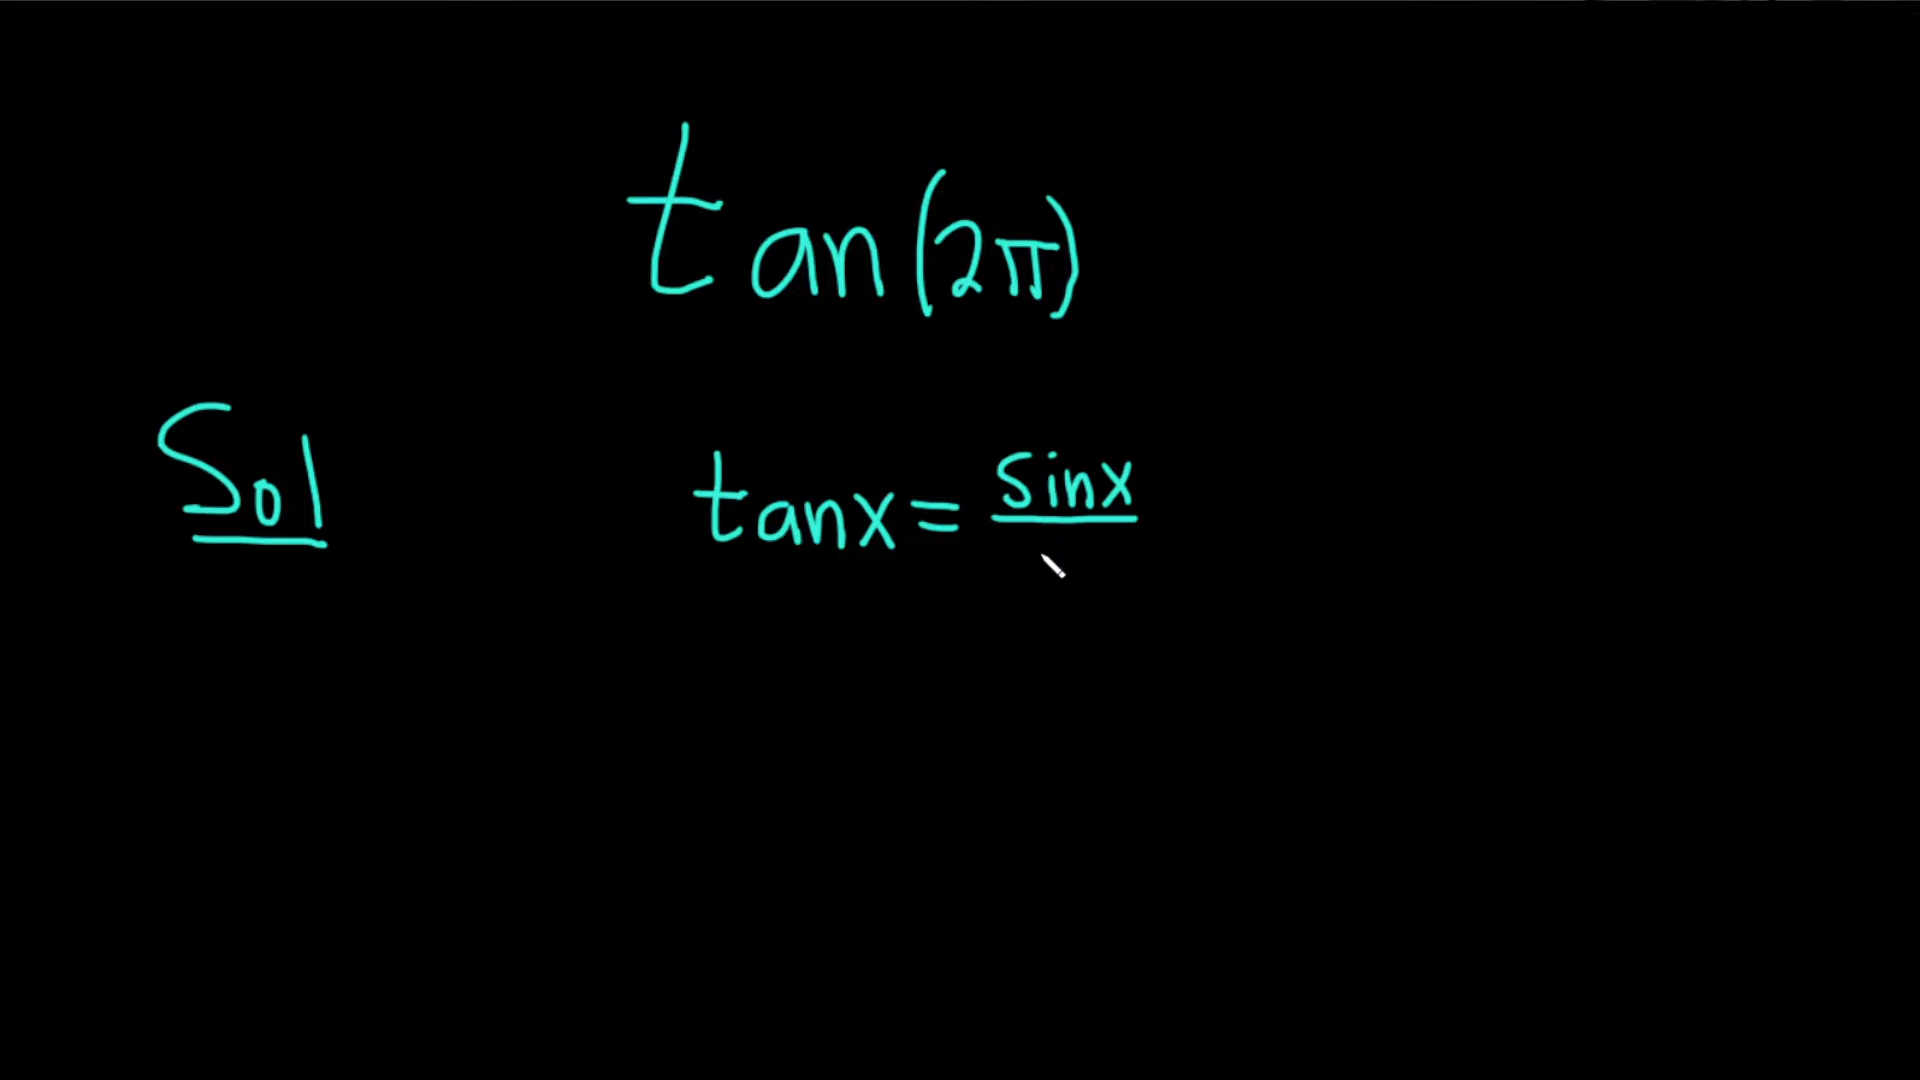 tan(2π)
Sol
tanx = sinx